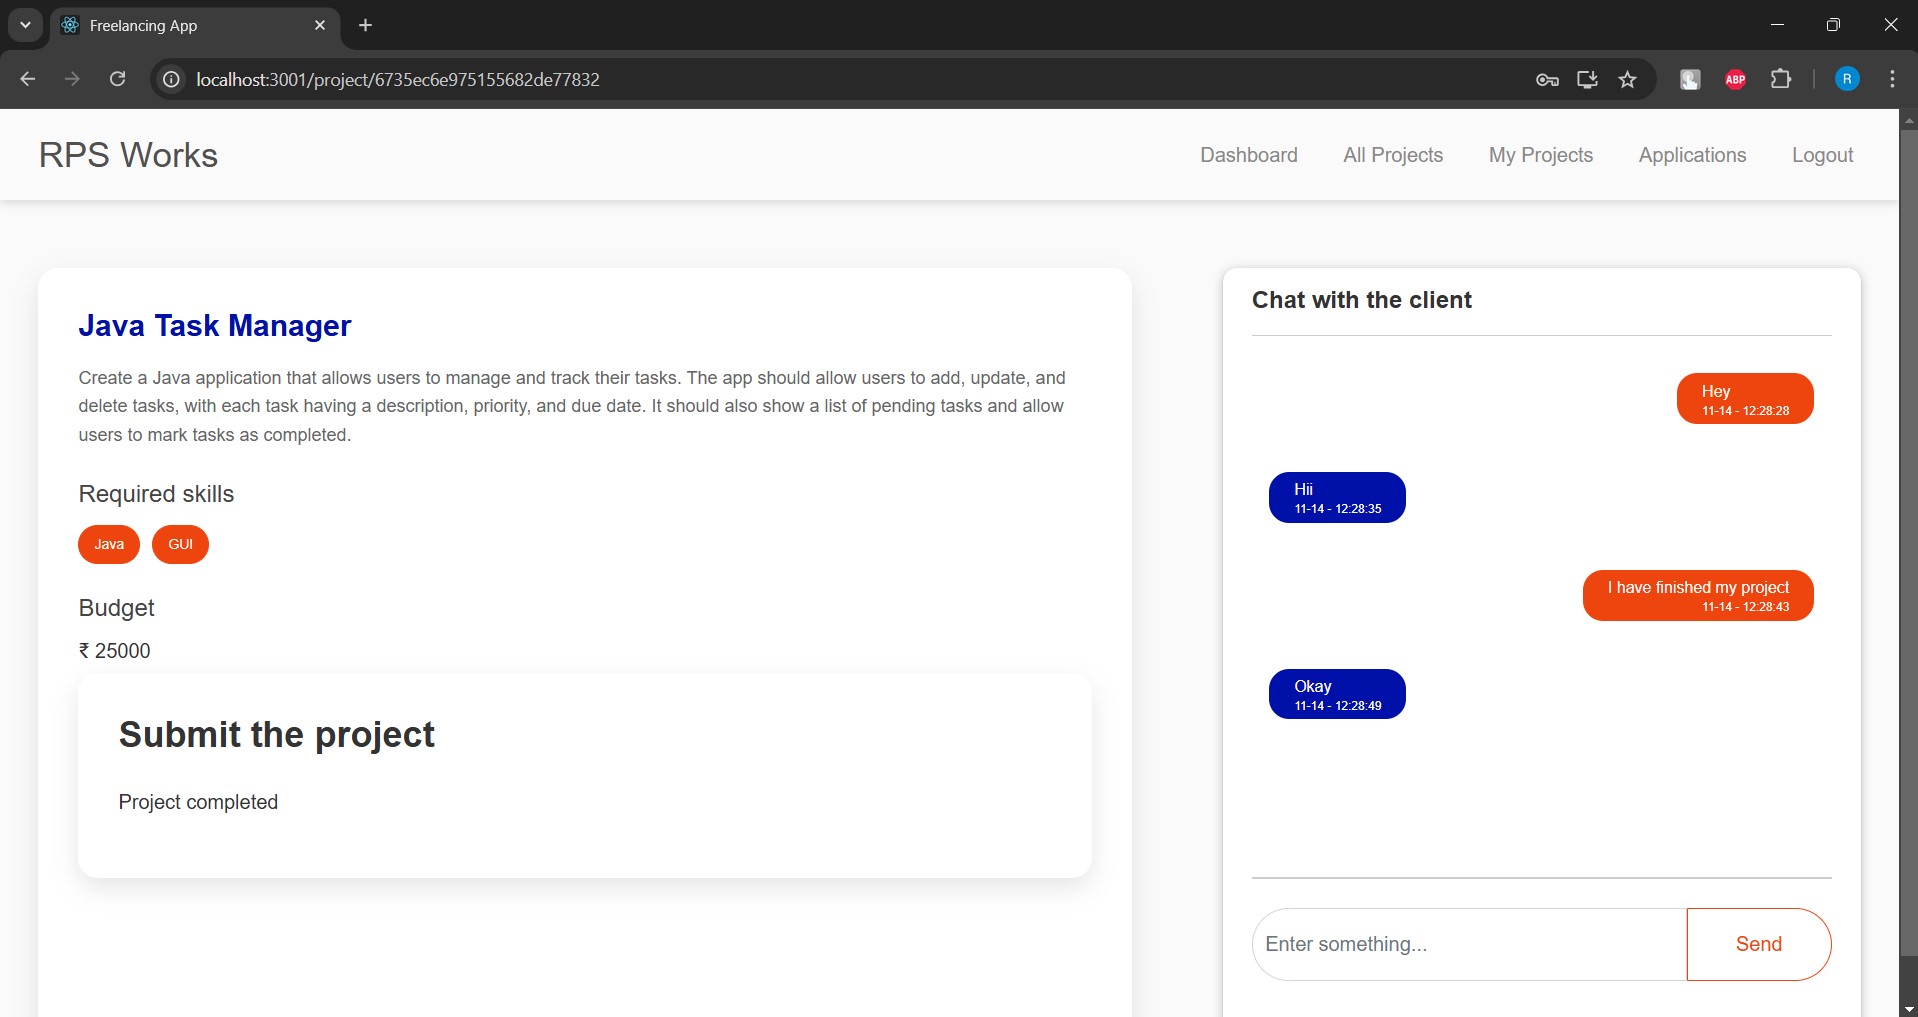 Freelancing App
localhost:3001/project/6735ec6e975155682de77832
ABP
R
RPS Works
Dashboard
All Projects
My Projects
Applications
Logout
Java Task Manager
Create a Java application that allows users to manage and track their tasks. The app should allow users to add, update, and
delete tasks, with each task having a description, priority, and due date. It should also show a list of pending tasks and allow
users to mark tasks as completed.
Required skills
Java
GUI
Budget
₹ 25000
Submit the project
Project completed
Chat with the client
Hey
11-14 - 12:28:28
Hii
11-14 - 12:28:35
I have finished my project
11-14 - 12:28:43
Okay
11-14 - 12:28:49
Enter something...
Send